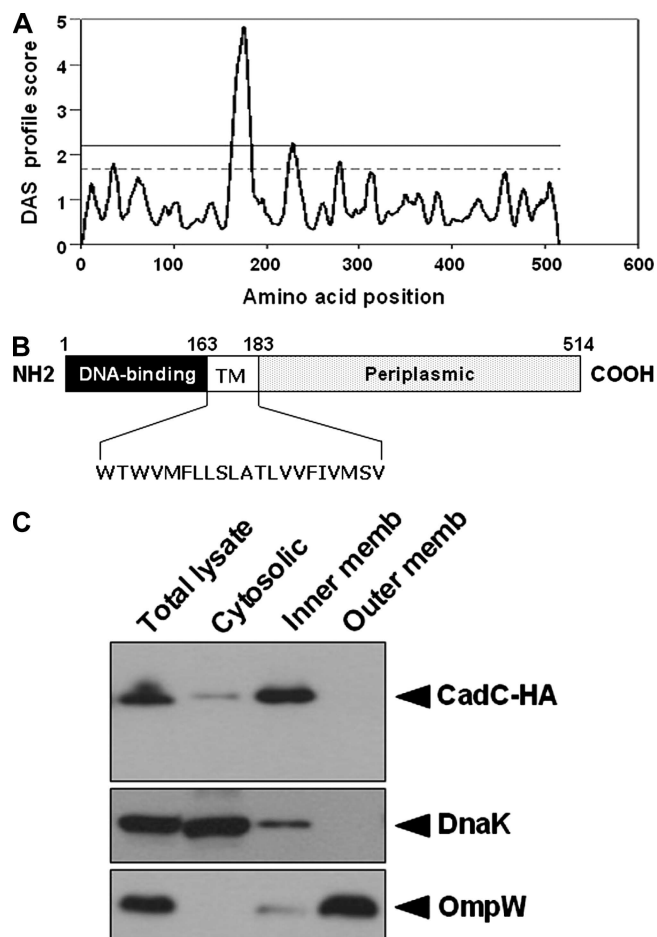 A
DAS profile score
5
4
3
2
1
0
0 100 200 300 400 500 600
Amino acid position
B
1 163 183 514
NH2 DNA-binding TM Periplasmic COOH
WTWVMFLLSLATLVVFIVMSV
C
Total lysate
Cytosolic
Inner memb
Outer memb
CadC-HA
DnaK
OmpW